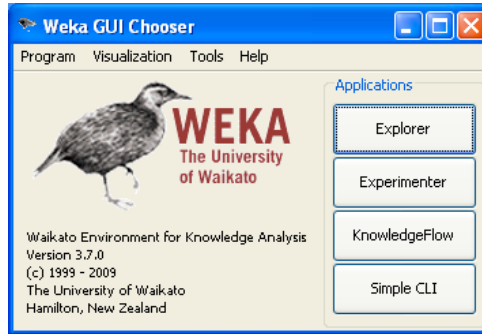 Weka GUI Chooser
Program Visualization Tools Help
WEKA
The University
of Waikato
Waikato Environment for Knowledge Analysis
Version 3.7.0
(c) 1999 - 2009
The University of Waikato
Hamilton, New Zealand
Applications
Explorer
Experimenter
KnowledgeFlow
Simple CLI